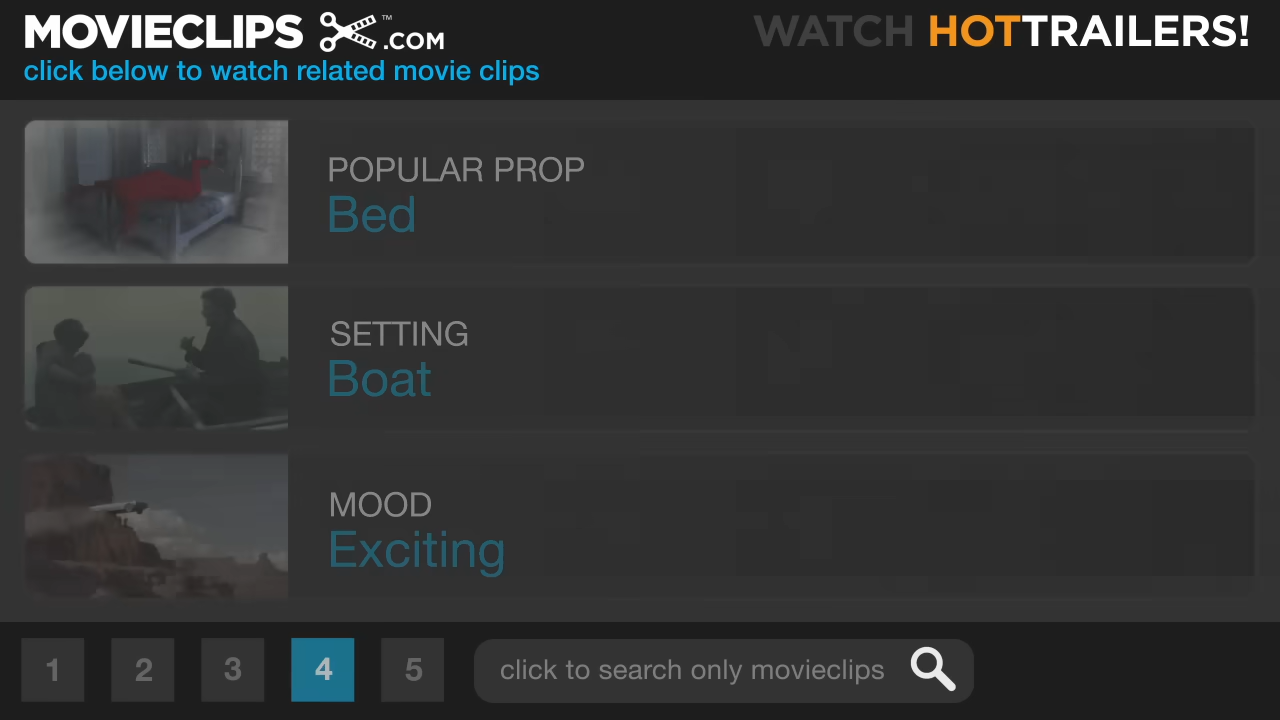 MOVIECLIPS ™ .COM
WATCH HOTTRAILERS!
click below to watch related movie clips
POPULAR PROP
Bed
SETTING
Boat
MOOD
Exciting
1 2 3 4 5
click to search only movieclips